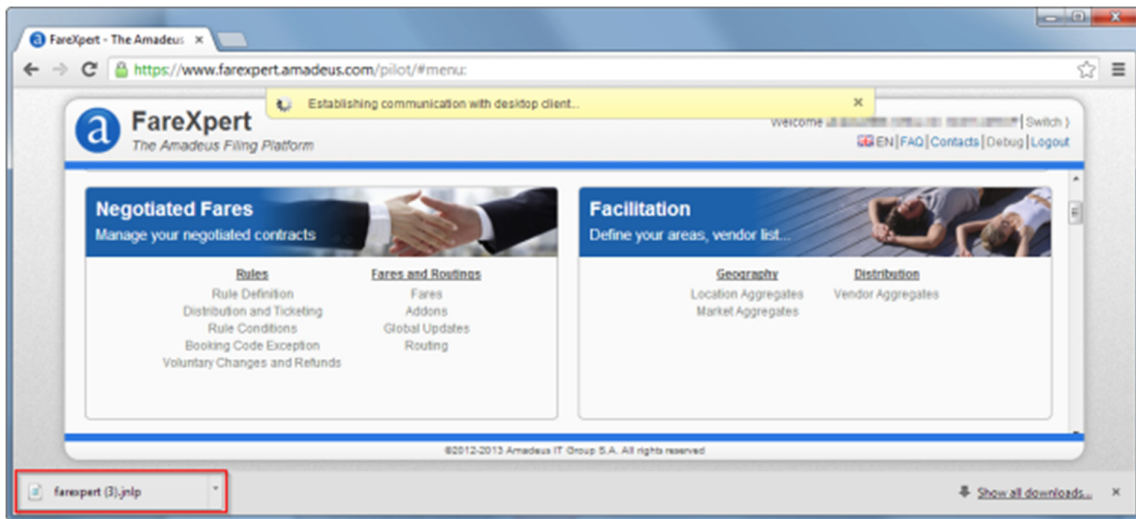 FareXpert - The Amadeus
https://www.farexpert.amadeus.com/pilot/#menu:
Establishing communication with desktop client...
a FareXpert
The Amadeus Filing Platform
Welcome
Switch )
EN|FAQ|Contacts|Debug|Logout
Negotiated Fares
Manage your negotiated contracts
Rules
Rule Definition
Distribution and Ticketing
Rule Conditions
Booking Code Exception
Voluntary Changes and Refunds
Fares and Routings
Fares
Addons
Global Updates
Routing
Facilitation
Define your areas, vendor list...
Geography
Location Aggregates
Market Aggregates
Distribution
Vendor Aggregates
©2012-2013 Amadeus IT Group S.A. All rights reserved
farexpert (3).jnlp
Show all downloads...